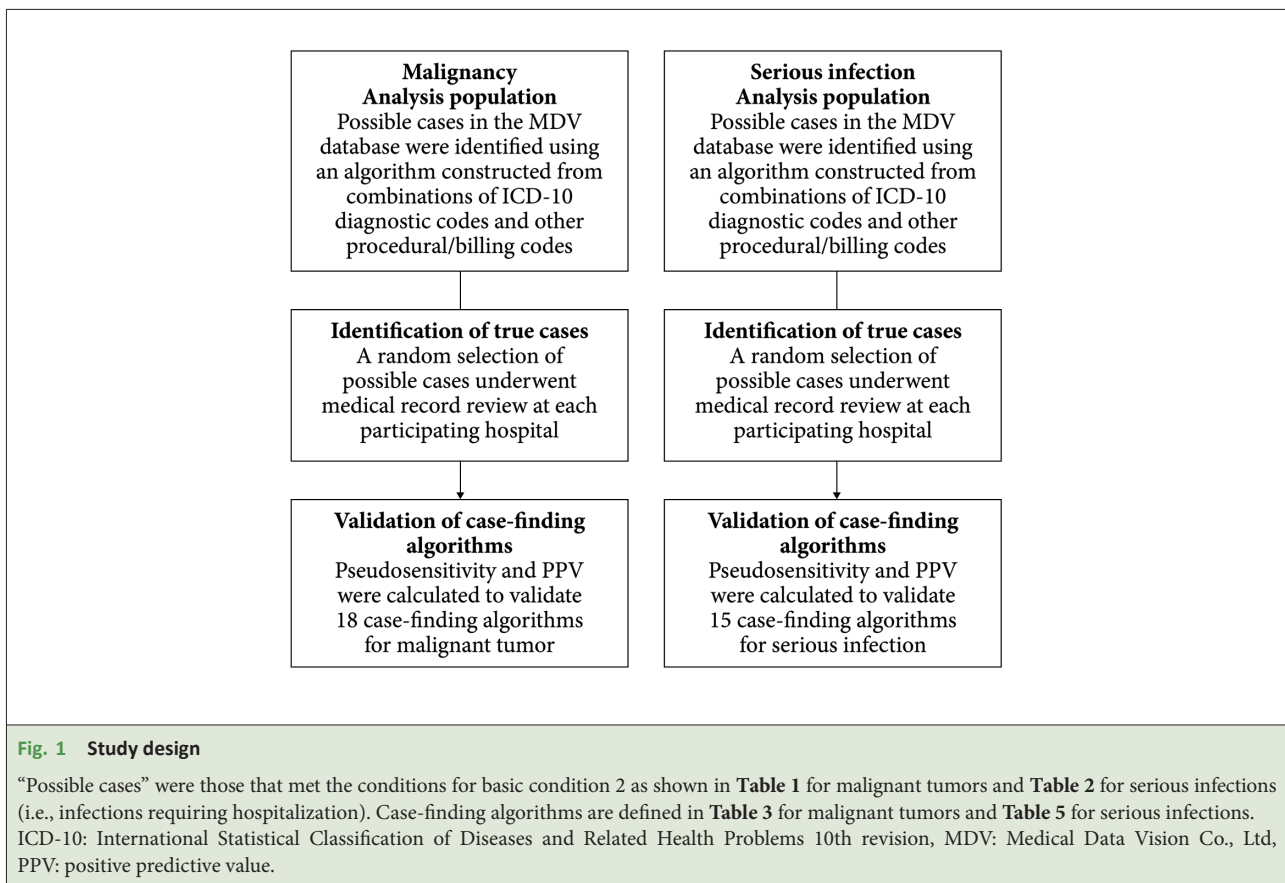 Malignancy
Analysis population
Possible cases in the MDV
database were identified using
an algorithm constructed from
combinations of ICD-10
diagnostic codes and other
procedural/billing codes
Serious infection
Analysis population
Possible cases in the MDV
database were identified using
an algorithm constructed from
combinations of ICD-10
diagnostic codes and other
procedural/billing codes
Identification of true cases
A random selection of
possible cases underwent
medical record review at each
participating hospital
Identification of true cases
A random selection of
possible cases underwent
medical record review at each
participating hospital
Validation of case-finding
algorithms
Pseudosensitivity and PPV
were calculated to validate
18 case-finding algorithms
for malignant tumor
Validation of case-finding
algorithms
Pseudosensitivity and PPV
were calculated to validate
15 case-finding algorithms
for serious infection
Fig. 1 Study design
“Possible cases” were those that met the conditions for basic condition 2 as shown in Table 1 for malignant tumors and Table 2 for serious infections
(i.e., infections requiring hospitalization). Case-finding algorithms are defined in Table 3 for malignant tumors and Table 5 for serious infections.
ICD-10: International Statistical Classification of Diseases and Related Health Problems 10th revision, MDV: Medical Data Vision Co., Ltd,
PPV: positive predictive value.